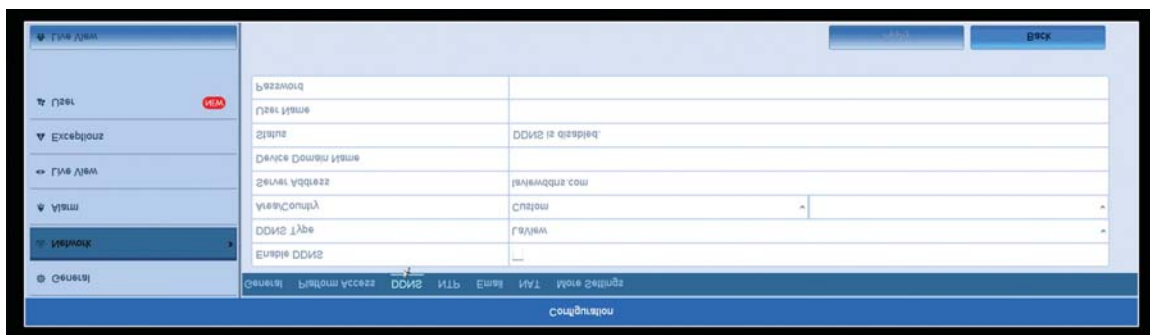 Configuration
General Platform Access DDNS NTP Email NAT More Settings
General
Network
Alarm
Live View
Exceptions
User NEW
Enable DDNS
DDNS Type LaView
Area/Country Custom
Server Address laviewddns.com
Device Domain Name
Status DDNS is disabled.
User Name
Password
Live View
Apply Back